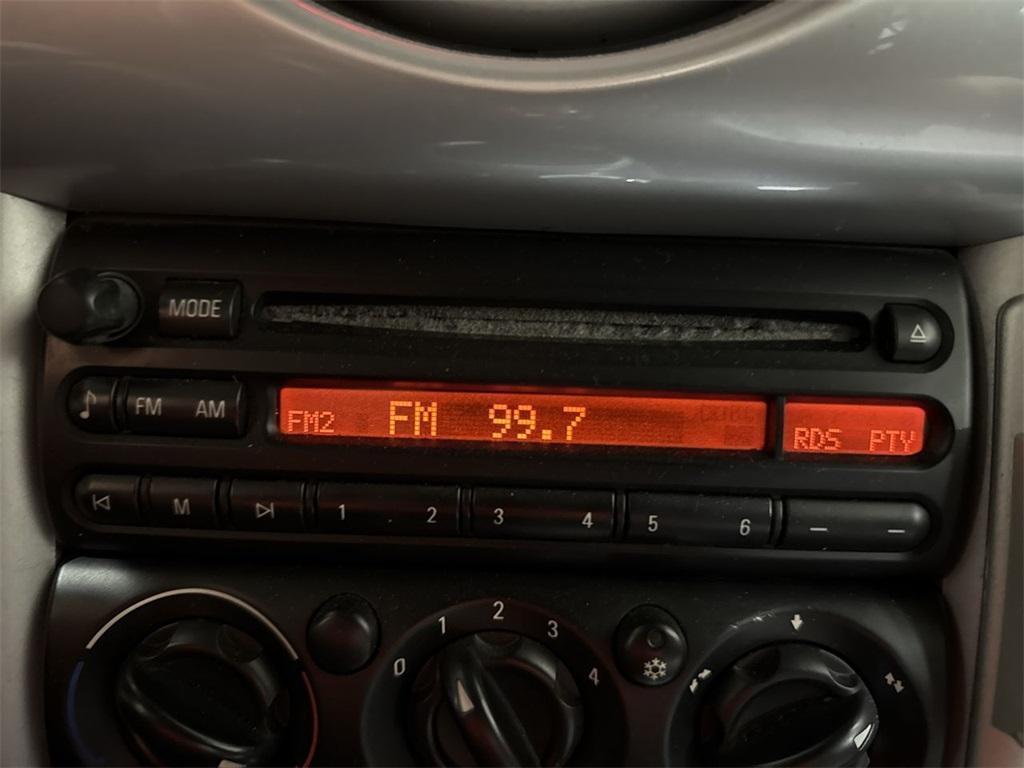 MODE
FM AM
FM2 FM 99.7 RDS PTY
M 1 2 3 4 5 6
0 1 2 3 4